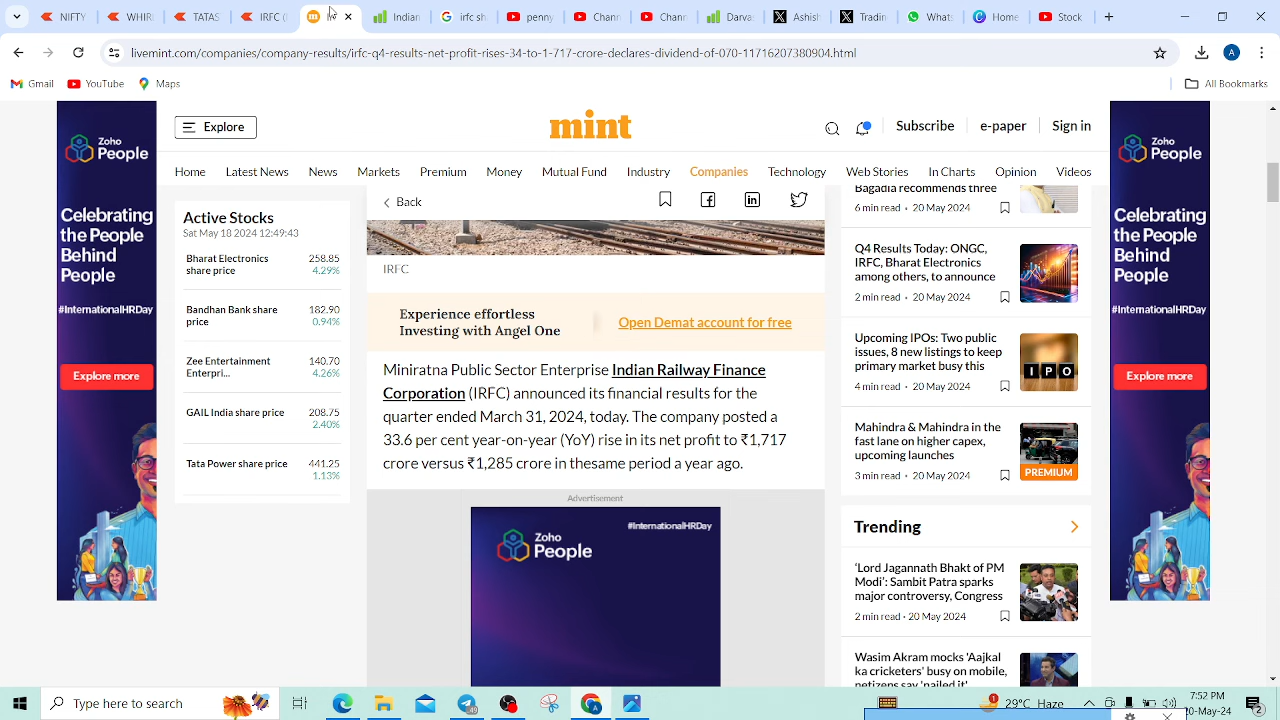 NIFTY
WHIR
TATAS
IRFC
irfc sh
Ashish
Whats
Home
livemint.com/companies/company-results/irfc-q4-results-net-profit-rises-34-to-1-717-crore-declares-dividend-of-070-11716207380904.html
Gmail
YouTube
Maps
All Bookmarks
Zoho
People
Celebrating
the People
Behind
People
#InternationalHRDay
Explore more
Explore
mint
Subscribe
e-paper
Sign in
Home
Latest News
News
Markets
Premium
Money
Mutual Fund
Industry
Companies
Technology
Web Stories
In Charts
Opinion
Videos
Active Stocks
Sat May 18 2024 12:49:43
Bharat Electronics share price
258.85
4.29%
Bandhan Bank share price
182.90
0.94%
Zee Entertainment Enterpri...
140.70
4.26%
GAIL India share price
208.75
2.40%
Tata Power share price
441.25
1.13%
Back
IRFC
Experience effortless
Investing with Angel One
Open Demat account for free
Miniratna Public Sector Enterprise Indian Railway Finance
Corporation (IRFC) announced its financial results for the
quarter ended March 31, 2024, today. The company posted a
33.6 per cent year-on-year (YoY) rise in its net profit to ₹1,717
crore versus ₹1,285 crore in thesame period a year ago.
Advertisement
#InternationalHRDay
Zoho
People
Bagadia recommends three
6 min read • 20 May 2024
Q4 Results Today: ONGC,
IRFC, Bharat Electronics
among others, to announce
2 min read • 20 May 2024
Upcoming IPOs: Two public
issues, 8 new listings to keep
primary market busy this
4 min read • 20 May 2024
IPO
Mahindra & Mahindra in the
fast lane on higher capex,
upcoming launches
3 min read • 20 May 2024
PREMIUM
Trending
‘Lord Jagannath Bhakt of PM
Modi’: Sambit Patra sparks
major controversy, Congress
2 min read • 20 May 2024
Wasim Akram mocks 'Aajkal
ka cricketers' busy on mobile,
netizens say 'nailed it'
Zoho
People
Celebrating
the People
Behind
People
#InternationalHRDay
Explore more
Type here to search
29°C Haze
7:52 PM
20-May-24